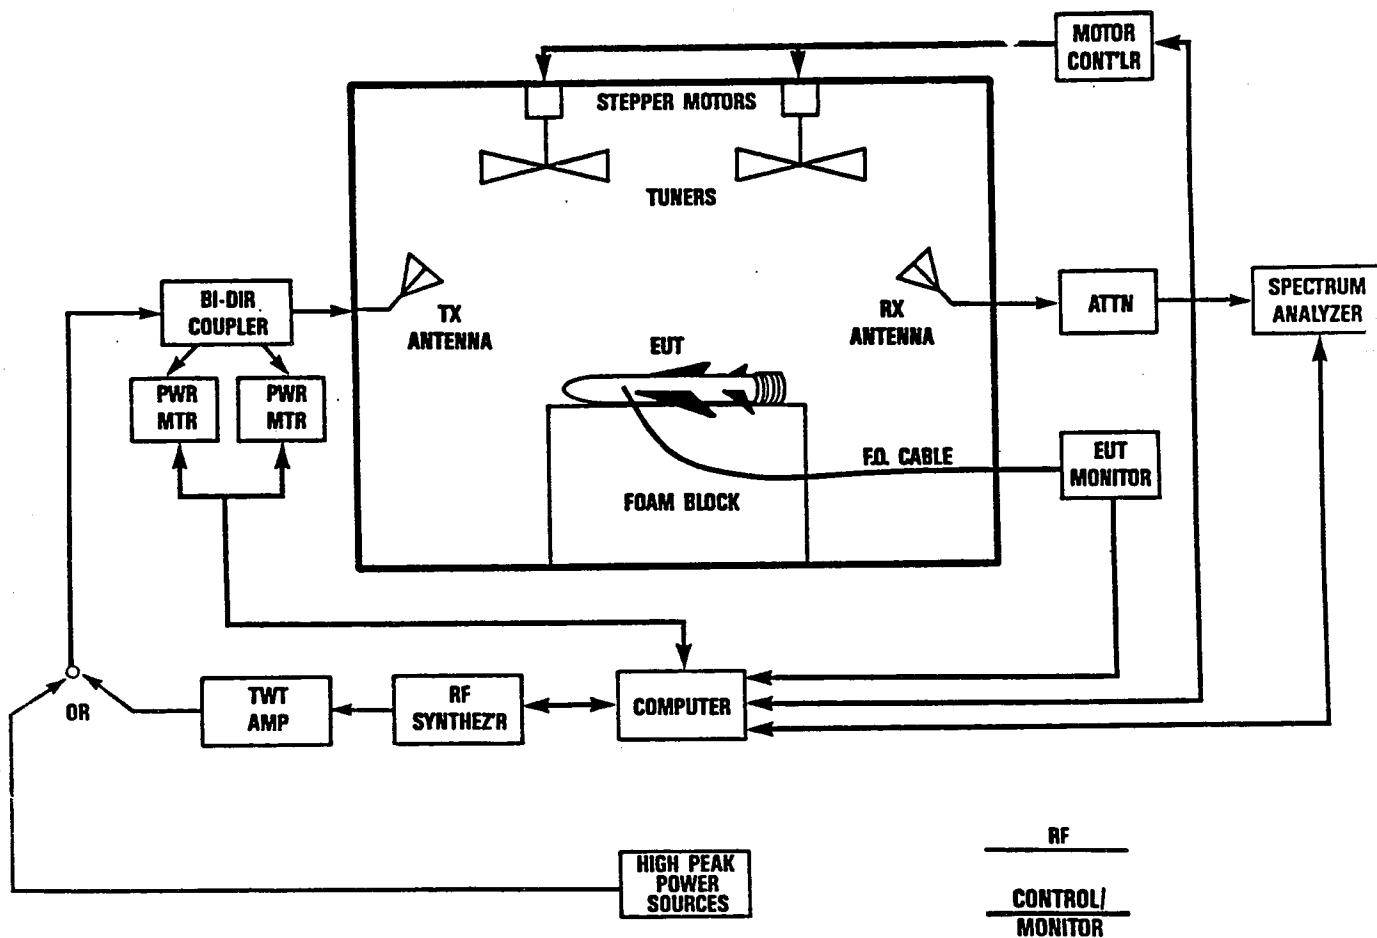 MOTOR
CONT'LR
STEPPER MOTORS
TUNERS
BI-DIR
COUPLER
TX
ANTENNA
RX
ANTENNA
ATTN
SPECTRUM
ANALYZER
EUT
PWR
MTR
PWR
MTR
F.O. CABLE
EUT
MONITOR
FOAM BLOCK
OR
TWT
AMP
RF
SYNTHEZ'R
COMPUTER
HIGH PEAK
POWER
SOURCES
RF
CONTROL/
MONITOR